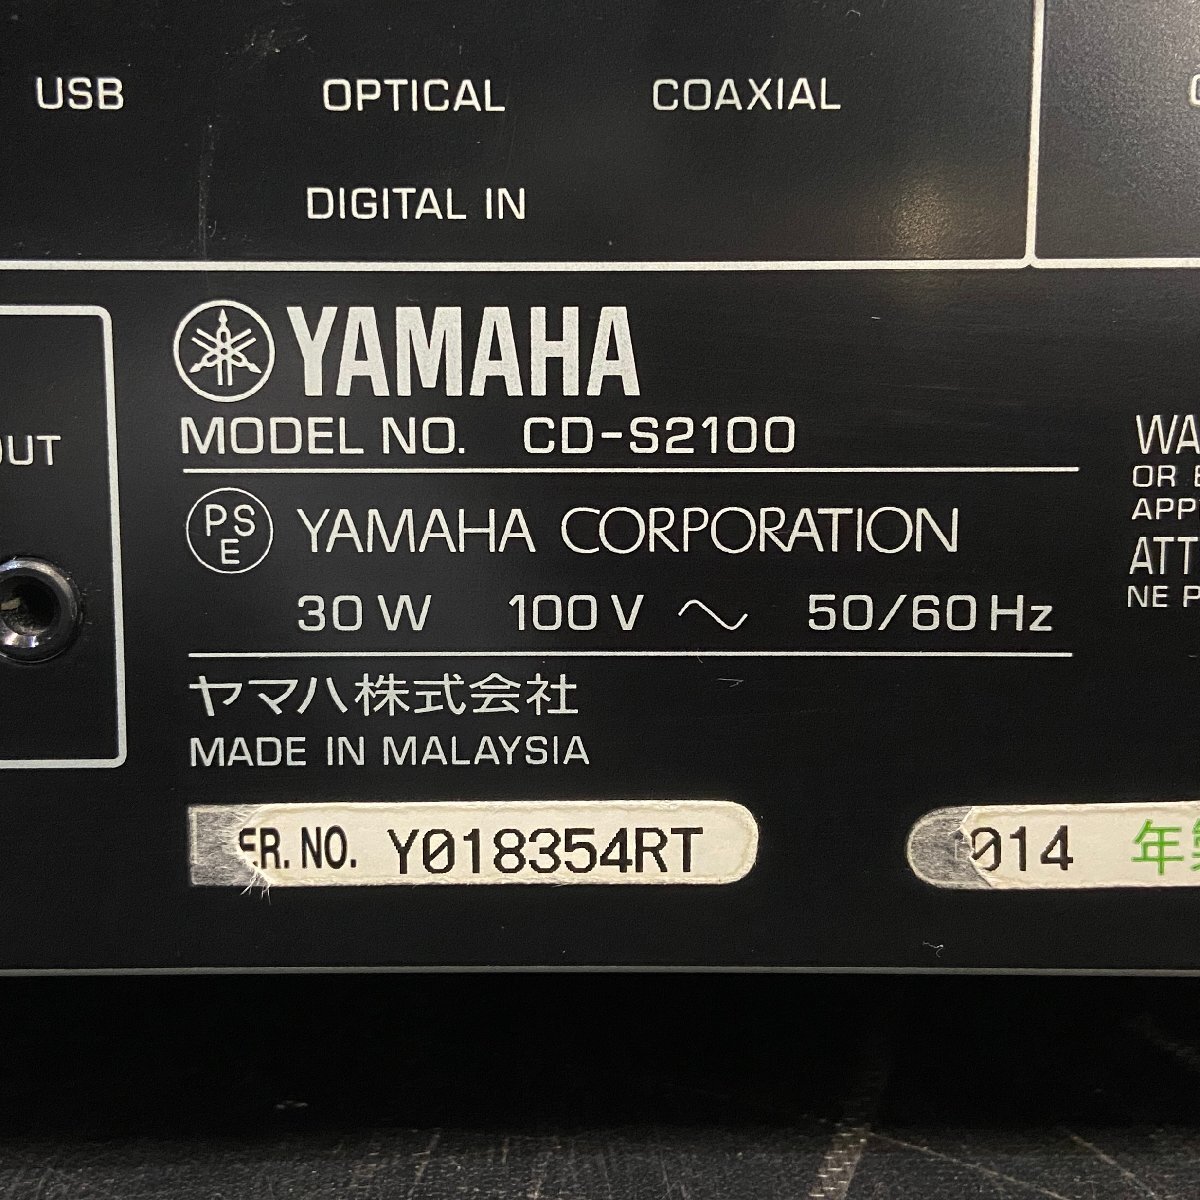 USB OPTICAL COAXIAL
DIGITAL IN
YAMAHA
MODEL NO. CD-S2100
OUT
PSE YAMAHA CORPORATION
30 W 100 V 50/60 Hz
ヤマハ株式会社
MADE IN MALAYSIA
ER. NO. Y018354RT
014 年製
WA
OR
APP
ATT
NE P